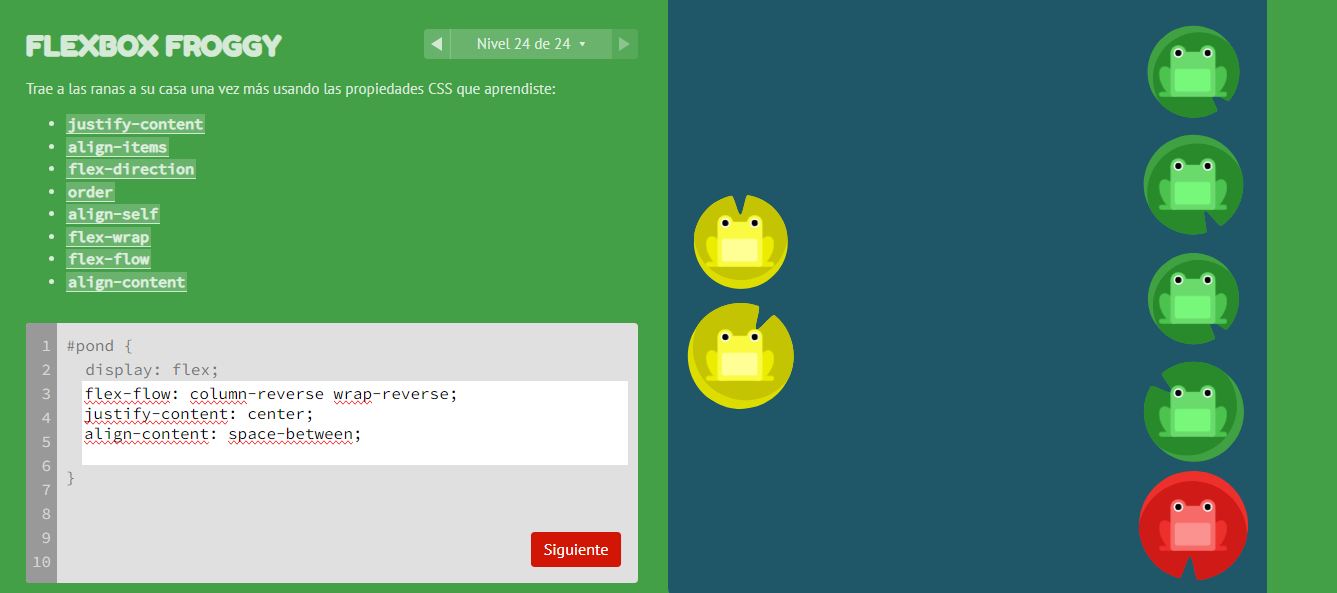 FLEXBOX FROGGY
◀ Nivel 24 de 24 ▾ ▶
Trae a las ranas a su casa una vez más usando las propiedades CSS que aprendiste:
• justify-content
• align-items
• flex-direction
• order
• align-self
• flex-wrap
• flex-flow
• align-content
1 #pond {
2 display: flex;
3 flex-flow: column-reverse wrap-reverse;
4 justify-content: center;
5 align-content: space-between;
6 }
7
8
9
10
Siguiente